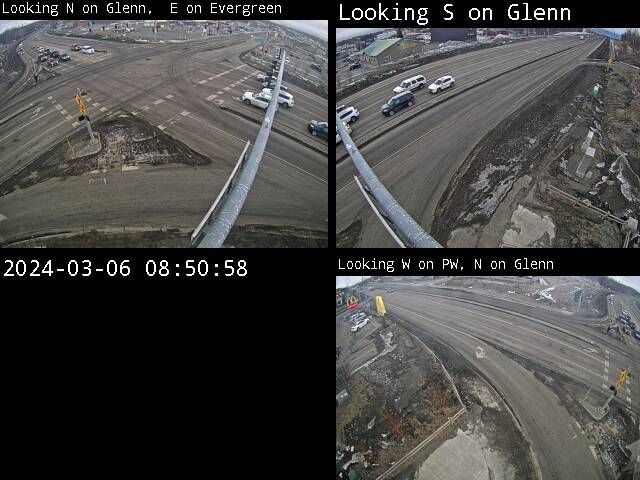 Looking N on Glenn,  E on Evergreen
Looking S on Glenn
2024-03-06 08:50:58
Looking W on PW, N on Glenn